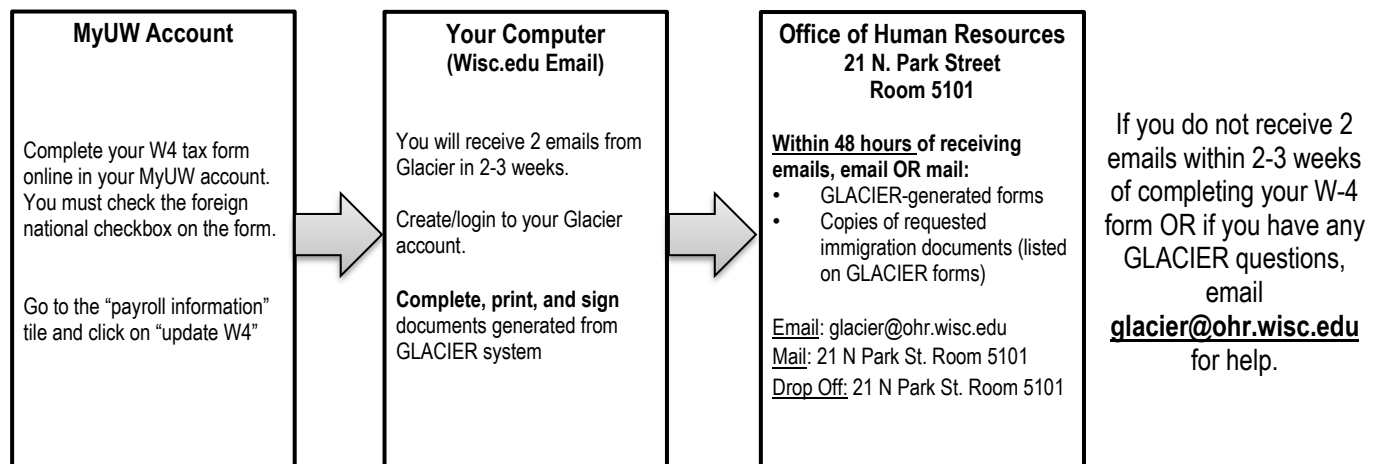 MyUW Account
Complete your W4 tax form
online in your MyUW account.
You must check the foreign
national checkbox on the form.
Go to the “payroll information”
tile and click on “update W4”
Your Computer
(Wisc.edu Email)
You will receive 2 emails from
Glacier in 2-3 weeks.
Create/login to your Glacier
account.
Complete, print, and sign
documents generated from
GLACIER system
Office of Human Resources
21 N. Park Street
Room 5101
Within 48 hours of receiving
emails, email OR mail:
• GLACIER-generated forms
• Copies of requested
immigration documents (listed
on GLACIER forms)
Email: glacier@ohr.wisc.edu
Mail: 21 N Park St. Room 5101
Drop Off: 21 N Park St. Room 5101
If you do not receive 2
emails within 2-3 weeks
of completing your W-4
form OR if you have any
GLACIER questions,
email
glacier@ohr.wisc.edu
for help.